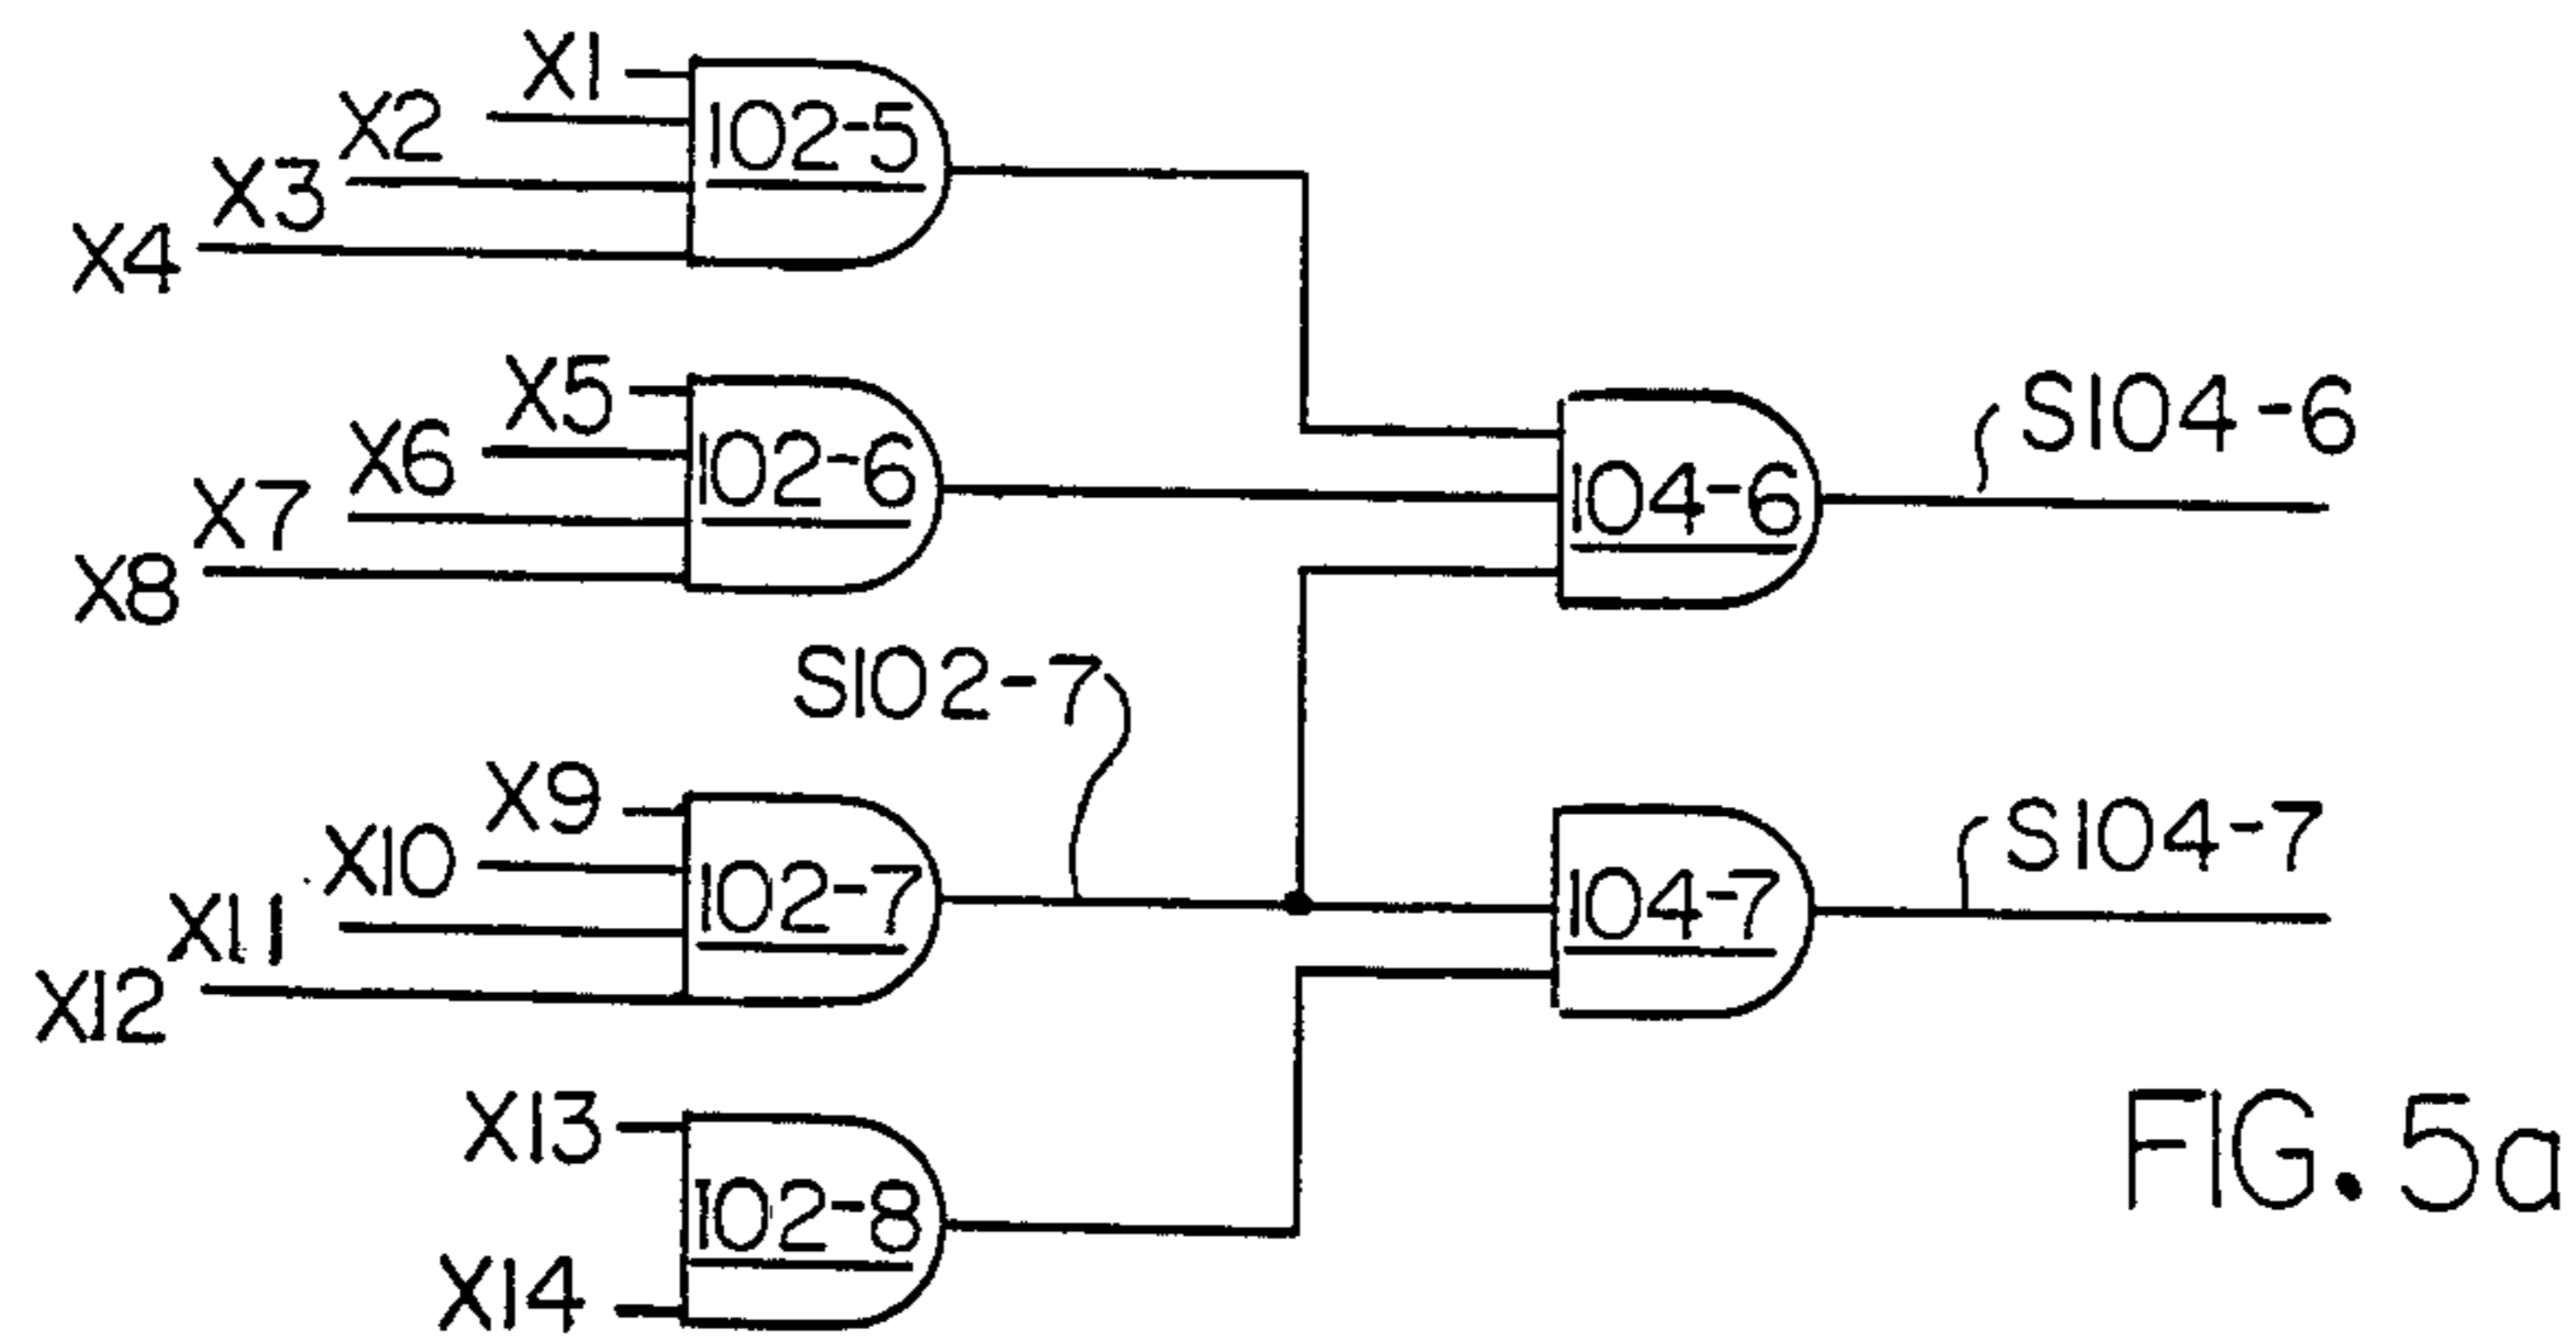 X1
X2
X3
X4
102-5
X5
X6
X7
X8
102-6
104-6
S104-6
S102-7
X9
X10
X11
X12
102-7
104-7
S104-7
X13
X14
102-8
FIG. 5a